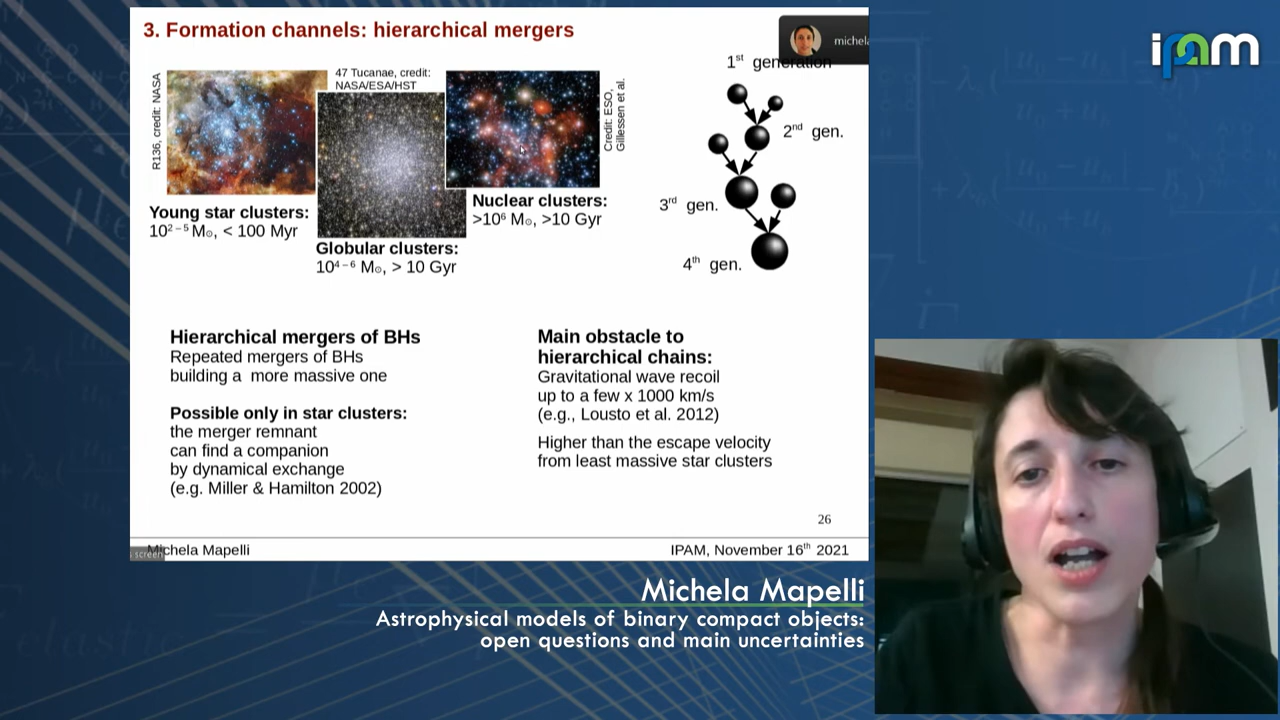 3. Formation channels: hierarchical mergers
michela
ipam
R136, credit: NASA
47 Tucanae, credit:
NASA/ESA/HST
Credit: ESO,
Gillessen et al.
1st generation
2nd gen.
3rd gen.
4th gen.
Young star clusters:
10²⁻⁵ M☉, < 100 Myr
Globular clusters:
10⁴⁻⁶ M☉, > 10 Gyr
Nuclear clusters:
>10⁶ M☉, >10 Gyr
Hierarchical mergers of BHs
Repeated mergers of BHs
building a more massive one
Possible only in star clusters:
the merger remnant
can find a companion
by dynamical exchange
(e.g. Miller & Hamilton 2002)
Main obstacle to
hierarchical chains:
Gravitational wave recoil
up to a few x 1000 km/s
(e.g., Lousto et al. 2012)
Higher than the escape velocity
from least massive star clusters
26
Michela Mapelli
IPAM, November 16th 2021
screen
Michela Mapelli
Astrophysical models of binary compact objects:
open questions and main uncertainties